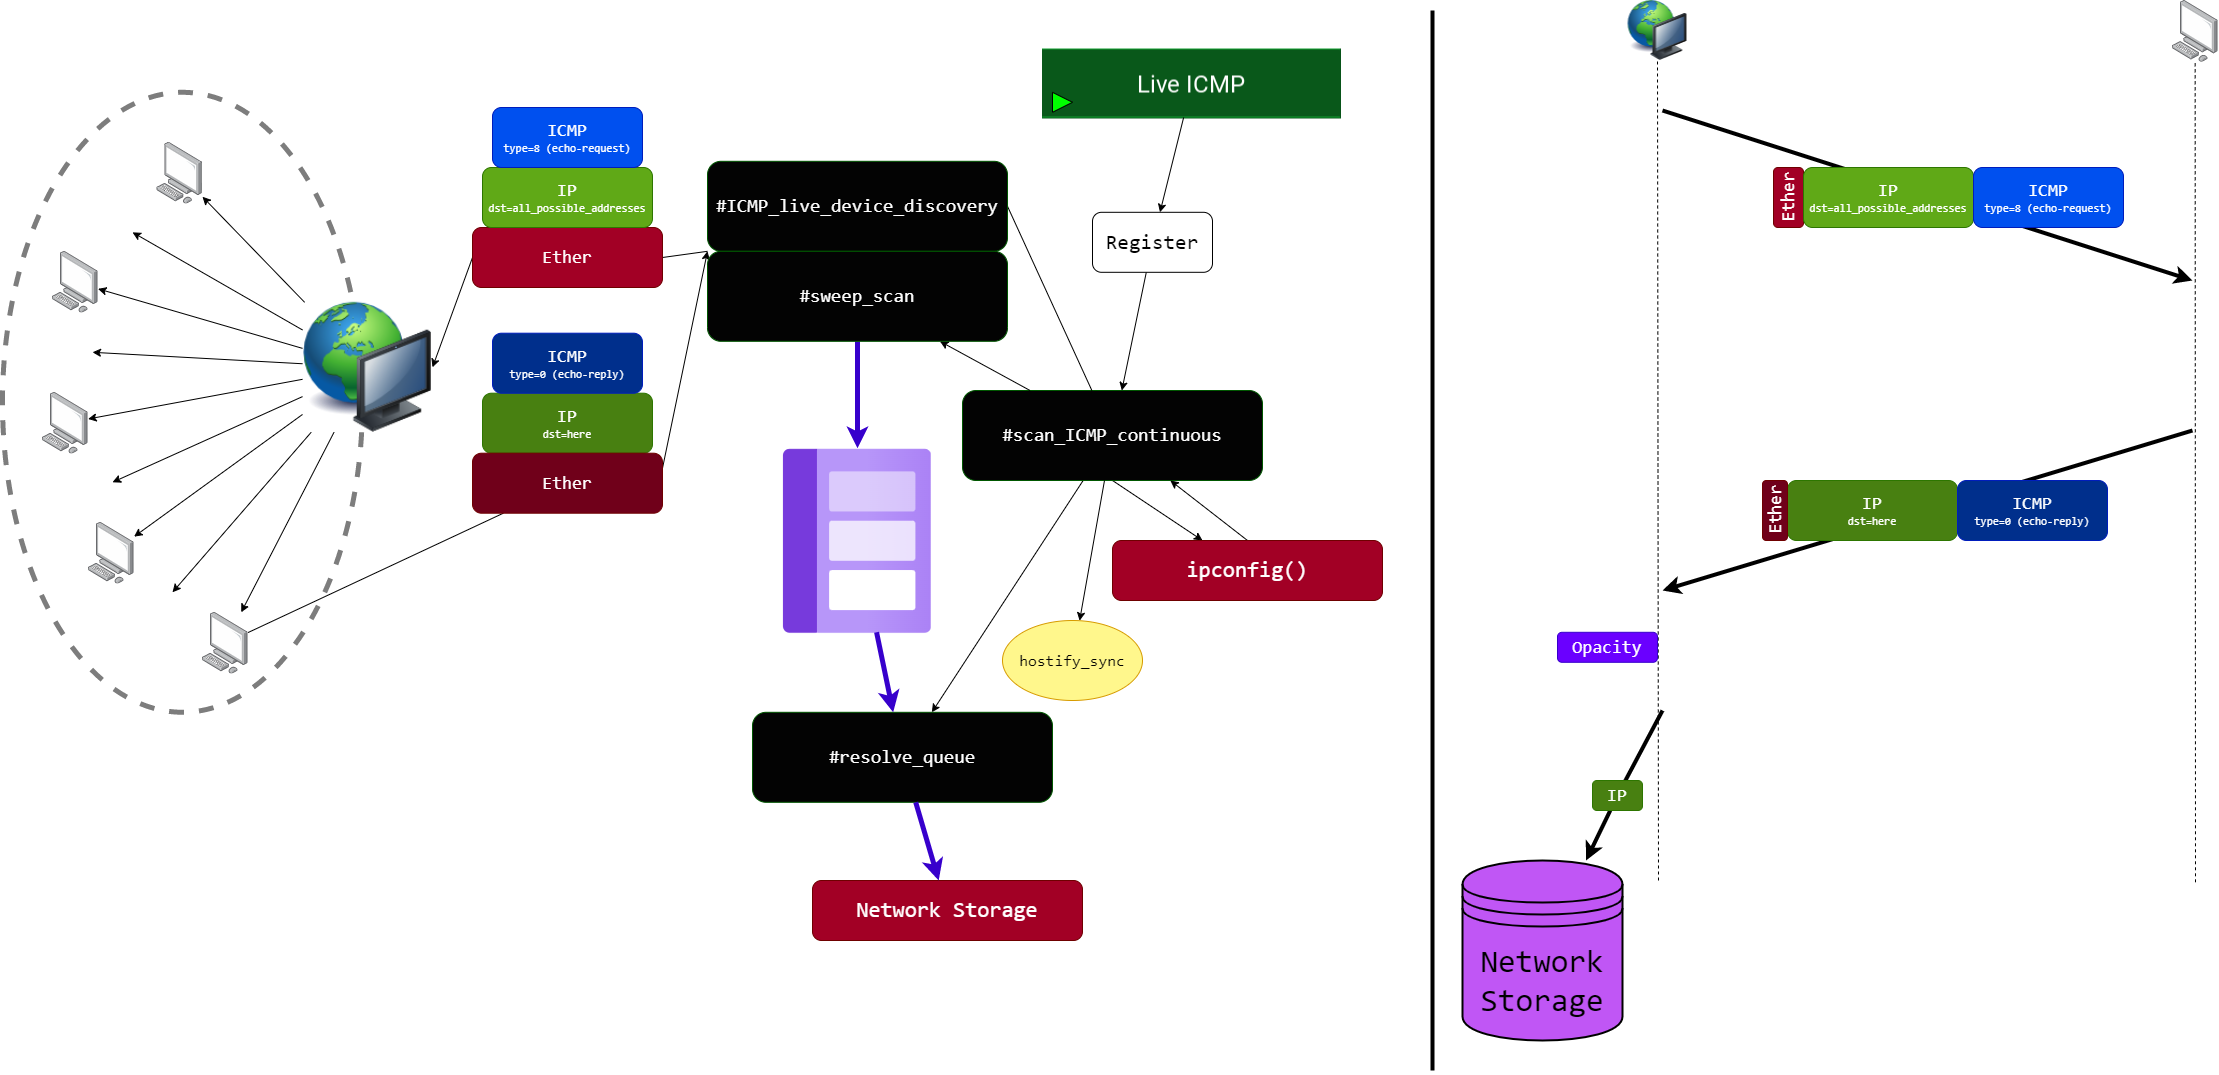 ICMP
type=8 (echo-request)
IP
dst=all_possible_addresses
Ether
ICMP
type=0 (echo-reply)
IP
dst=here
Ether
#ICMP_live_device_discovery
#sweep_scan
Live ICMP
Register
#scan_ICMP_continuous
ipconfig()
hostify_sync
#resolve_queue
Network Storage
Ether
IP
dst=all_possible_addresses
ICMP
type=8 (echo-request)
Ether
IP
dst=here
ICMP
type=0 (echo-reply)
Opacity
IP
Network
Storage